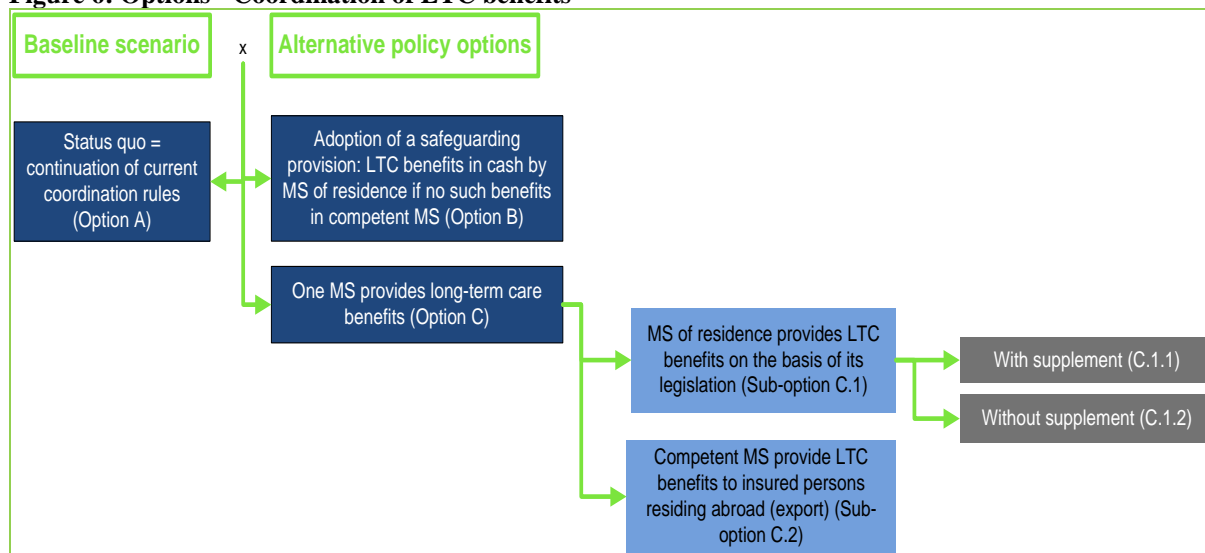 Figure 6: Options - Coordination of LTC benefits
Baseline scenario
x
Alternative policy options
Status quo =
continuation of current
coordination rules
(Option A)
Adoption of a safeguarding
provision: LTC benefits in cash by
MS of residence if no such benefits
in competent MS (Option B)
One MS provides long-term care
benefits (Option C)
MS of residence provides LTC
benefits on the basis of its
legislation (Sub-option C.1)
With supplement (C.1.1)
Without supplement (C.1.2)
Competent MS provide LTC
benefits to insured persons
residing abroad (export) (Sub-
option C.2)